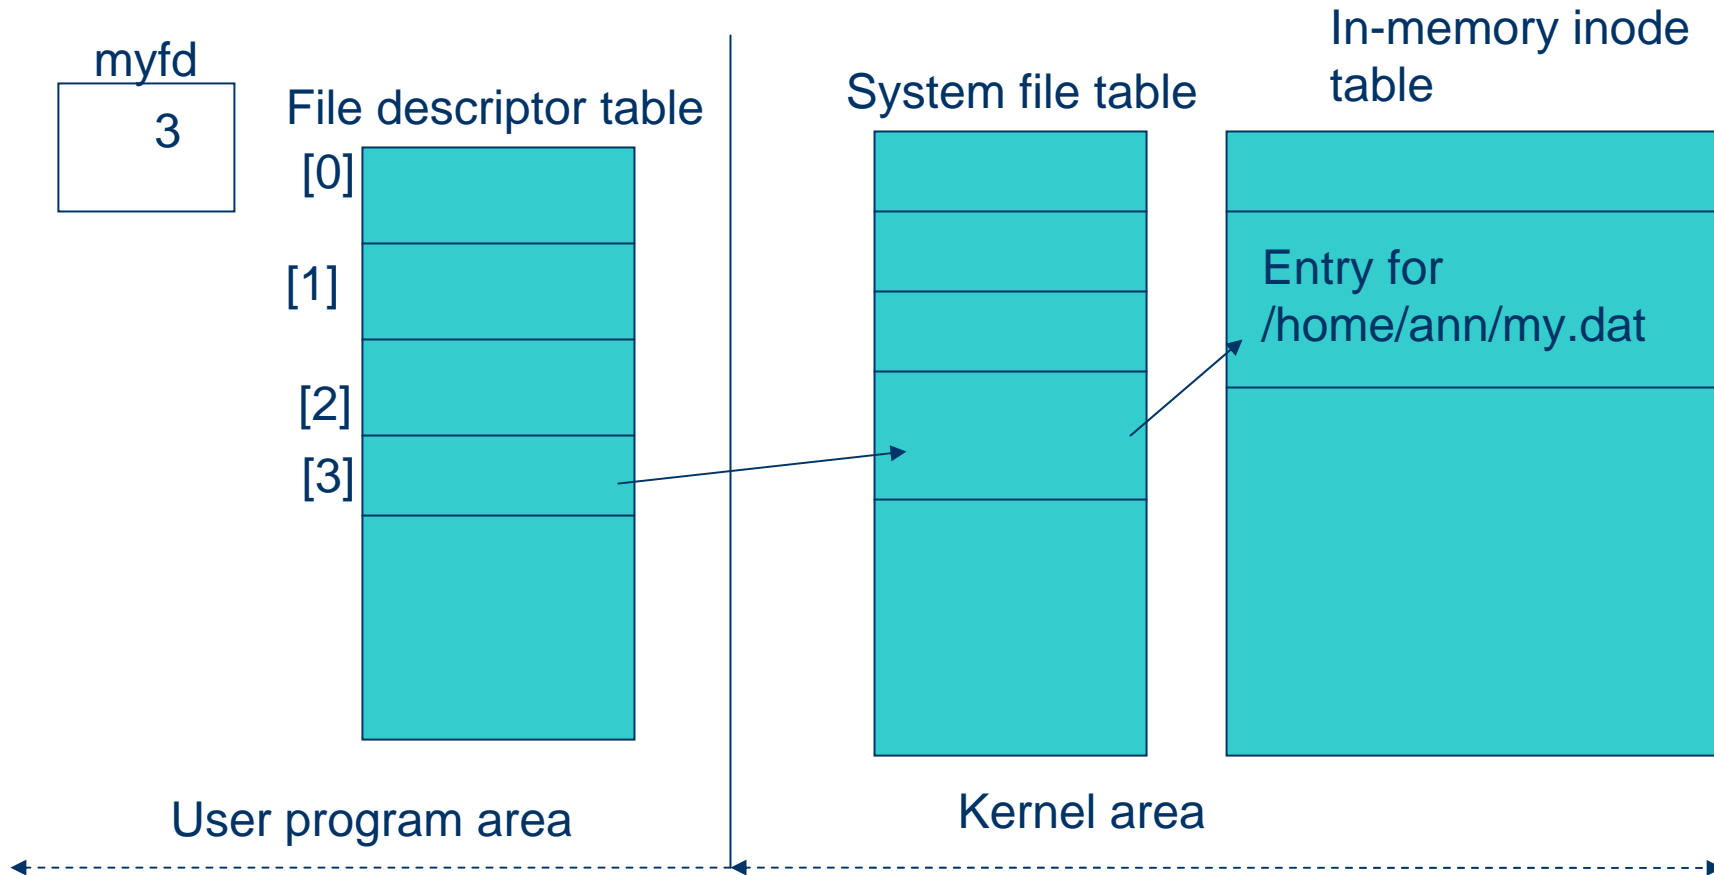 myfd
3
File descriptor table
[0]
[1]
[2]
[3]
System file table
In-memory inode
table
Entry for
/home/ann/my.dat
User program area
Kernel area